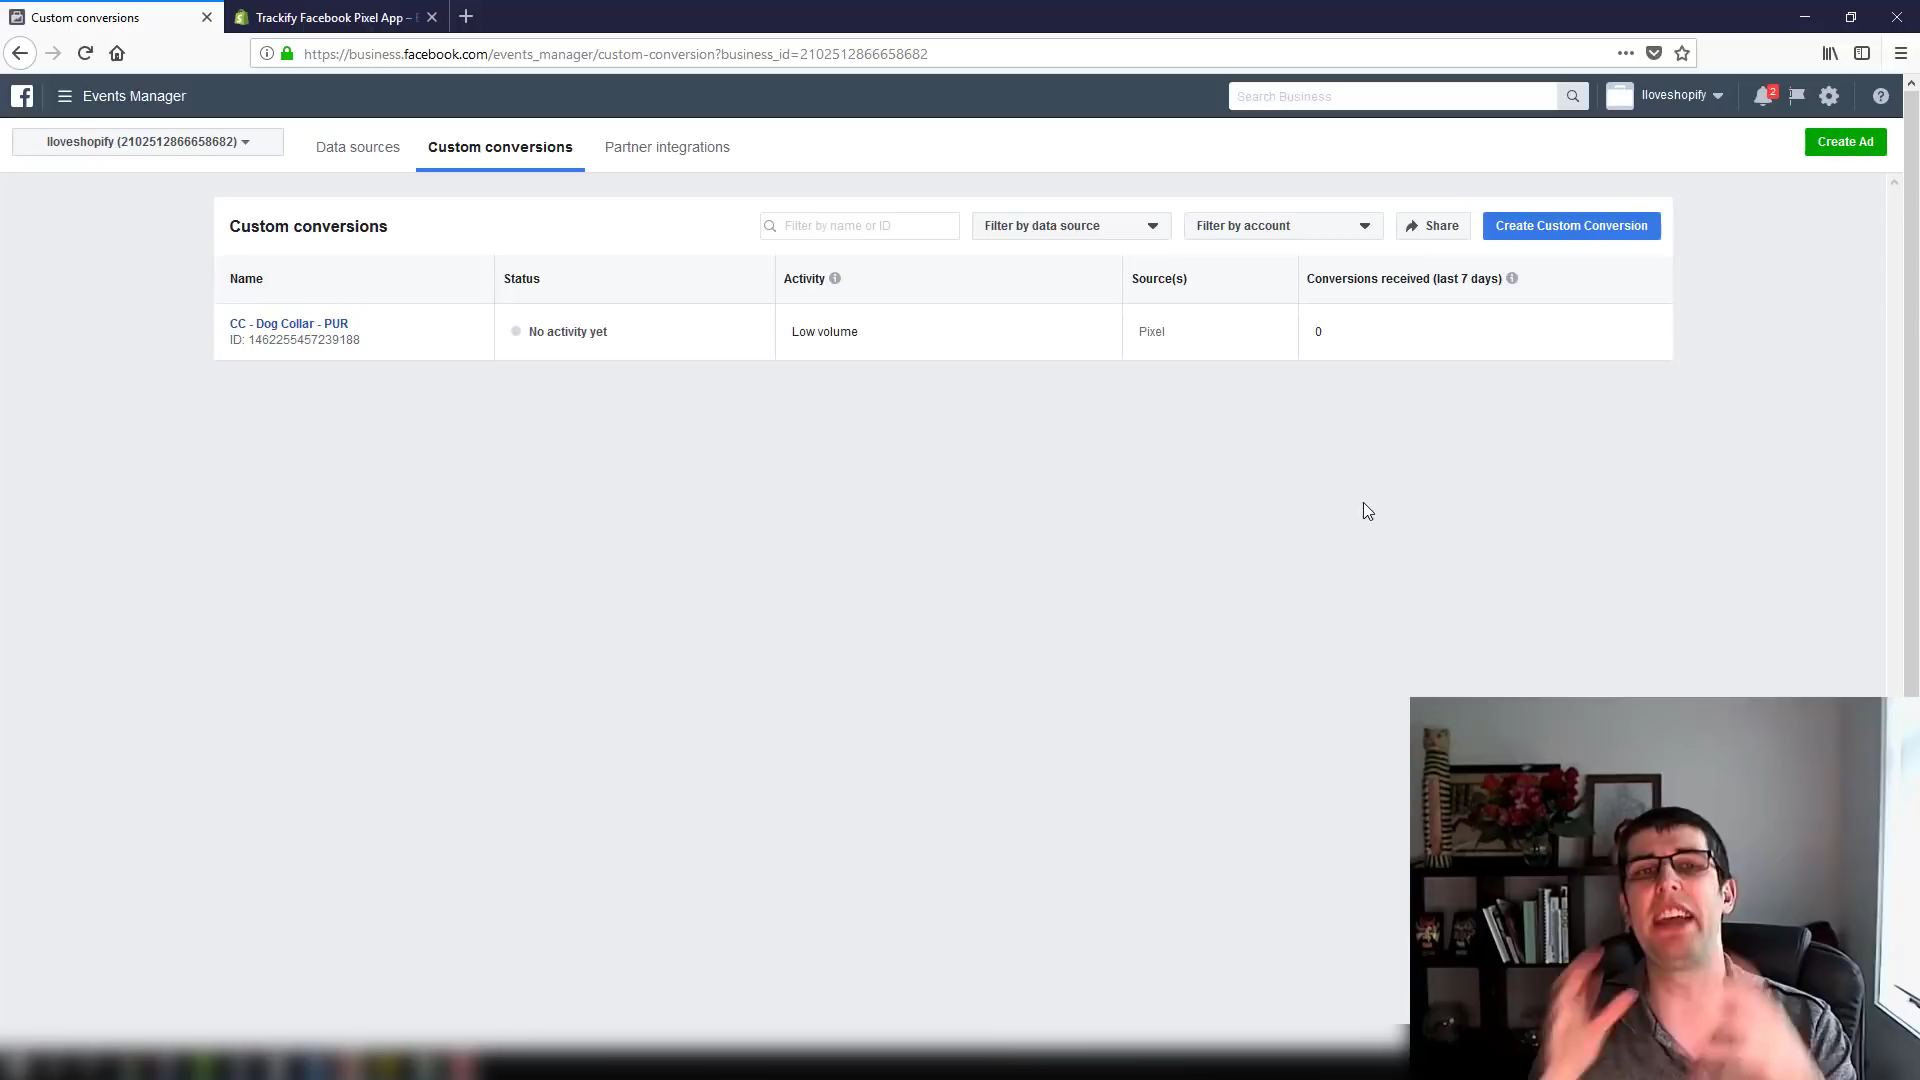 Custom conversions
Trackify Facebook Pixel App –
https://business.facebook.com/events_manager/custom-conversion?business_id=2102512866658682
Events Manager
Search Business
Iloveshopify
2
Iloveshopify (2102512866658682)
Data sources
Custom conversions
Partner integrations
Create Ad
Custom conversions
Filter by name or ID
Filter by data source
Filter by account
Share
Create Custom Conversion
Name
Status
Activity
Source(s)
Conversions received (last 7 days)
CC - Dog Collar - PUR
ID: 1462255457239188
No activity yet
Low volume
Pixel
0